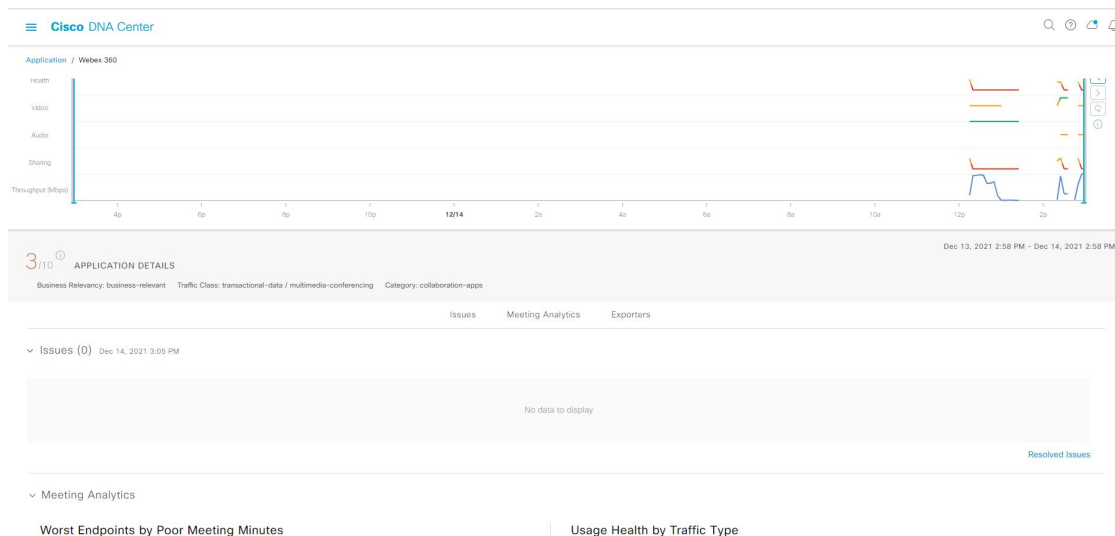 Cisco DNA Center
Application / Webex 360
Health
Video
Audio
Sharing
Throughput (Mbps)
4p 6p 8p 10p 12/14 2a 4a 6a 8a 10a 12p 2p
Dec 13, 2021 2:58 PM - Dec 14, 2021 2:58 PM
3/10 APPLICATION DETAILS
Business Relevancy: business-relevant Traffic Class: transactional-data / multimedia-conferencing Category: collaboration-apps
Issues Meeting Analytics Exporters
Issues (0) Dec 14, 2021 3:05 PM
No data to display
Resolved Issues
Meeting Analytics
Worst Endpoints by Poor Meeting Minutes Usage Health by Traffic Type